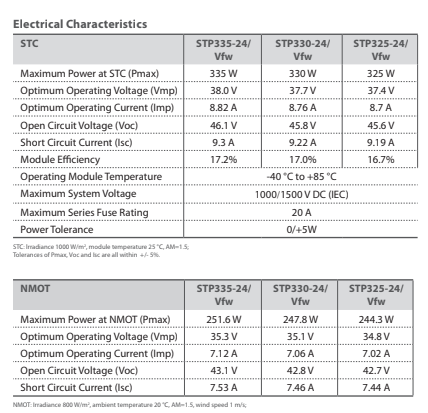 Electrical Characteristics
STC STP335-24/ Vfw STP330-24/ Vfw STP325-24/ Vfw
Maximum Power at STC (Pmax) 335 W 330 W 325 W
Optimum Operating Voltage (Vmp) 38.0 V 37.7 V 37.4 V
Optimum Operating Current (Imp) 8.82 A 8.76 A 8.7 A
Open Circuit Voltage (Voc) 46.1 V 45.8 V 45.6 V
Short Circuit Current (Isc) 9.3 A 9.22 A 9.19 A
Module Efficiency 17.2% 17.0% 16.7%
Operating Module Temperature -40 °C to +85 °C
Maximum System Voltage 1000/1500 V DC (IEC)
Maximum Series Fuse Rating 20 A
Power Tolerance 0/+5W
STC: Irradiance 1000 W/m², module temperature 25 °C, AM=1.5;
Tolerances of Pmax, Voc and Isc are all within +/- 5%.
NMOT STP335-24/ Vfw STP330-24/ Vfw STP325-24/ Vfw
Maximum Power at NMOT (Pmax) 251.6 W 247.8 W 244.3 W
Optimum Operating Voltage (Vmp) 35.3 V 35.1 V 34.8 V
Optimum Operating Current (Imp) 7.12 A 7.06 A 7.02 A
Open Circuit Voltage (Voc) 43.1 V 42.8 V 42.7 V
Short Circuit Current (Isc) 7.53 A 7.46 A 7.44 A
NMOT: Irradiance 800 W/m², ambient temperature 20 °C, AM=1.5, wind speed 1 m/s;